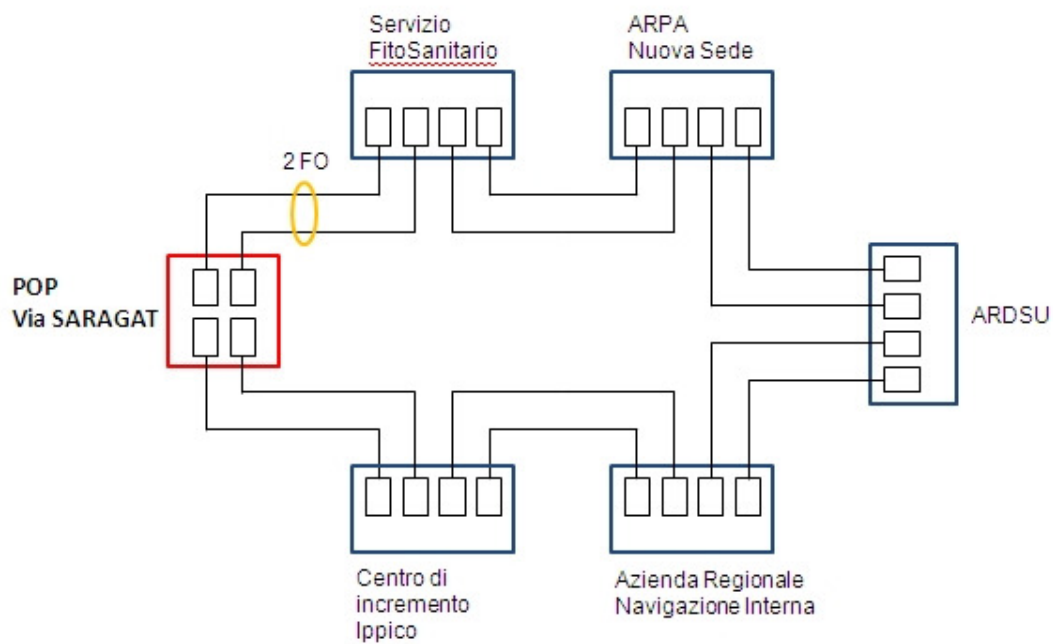 Servizio
FitoSanitario
ARPA
Nuova Sede
2 FO
POP
Via SARAGAT
ARDSU
Centro di
incremento
Ippico
Azienda Regionale
Navigazione Interna